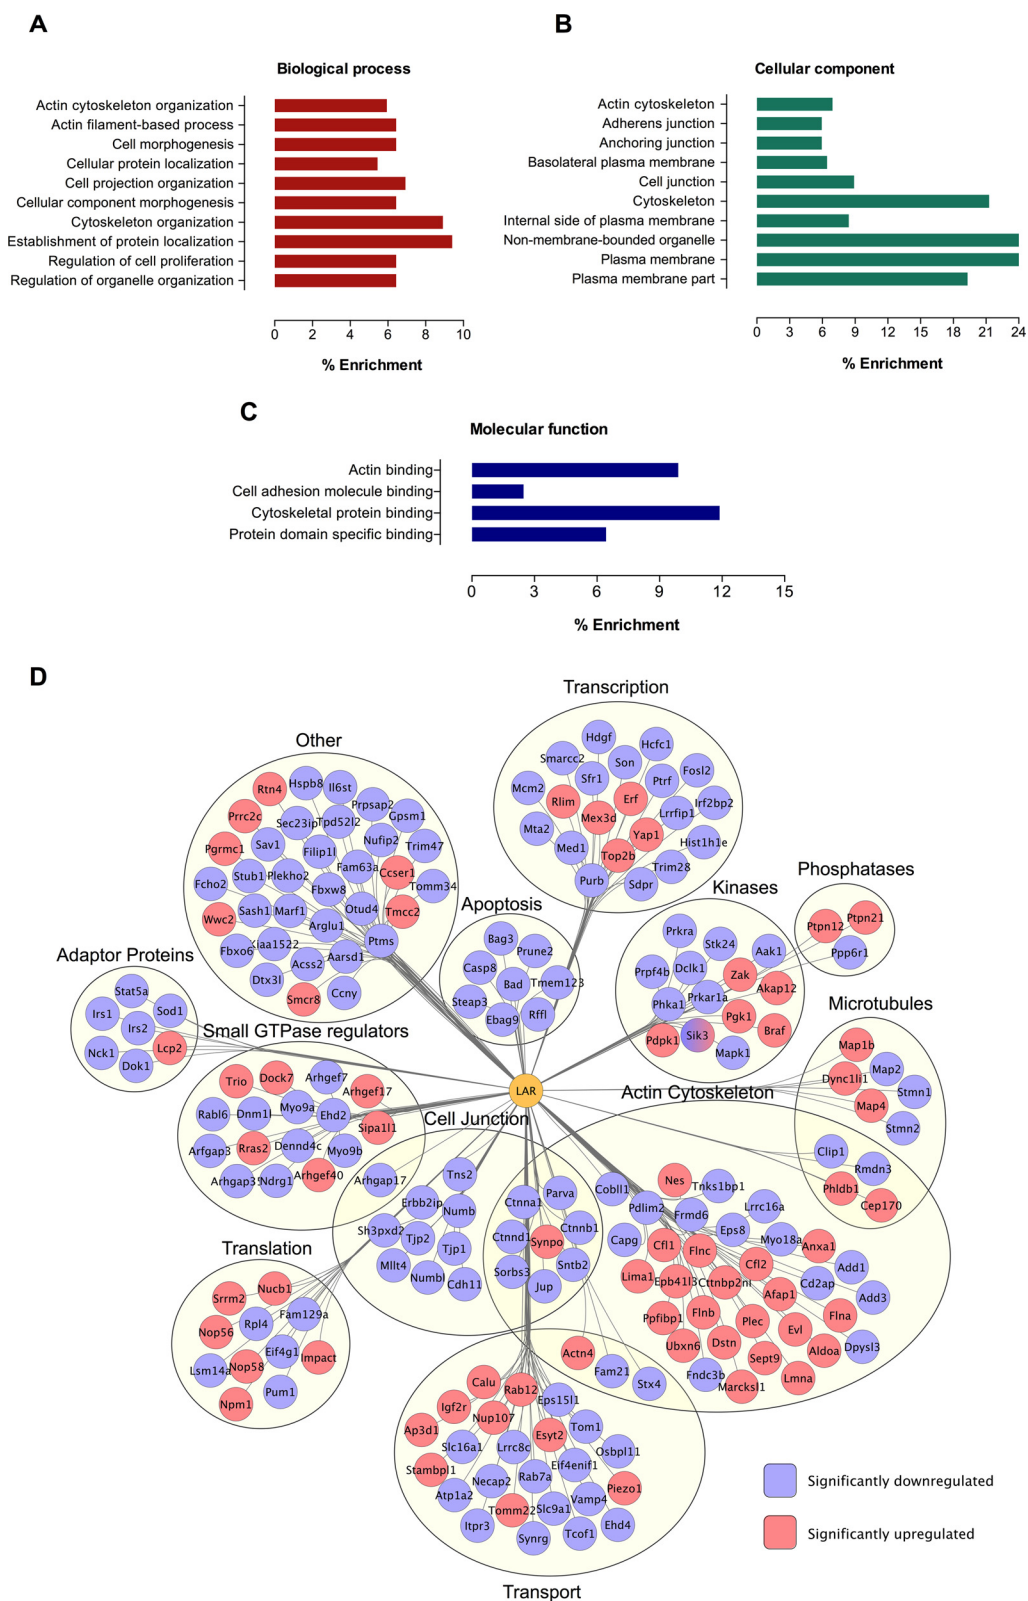 A
Biological process
Actin cytoskeleton organization
Actin filament-based process
Cell morphogenesis
Cellular protein localization
Cell projection organization
Cellular component morphogenesis
Cytoskeleton organization
Establishment of protein localization
Regulation of cell proliferation
Regulation of organelle organization
0 2 4 6 8 10
% Enrichment
B
Cellular component
Actin cytoskeleton
Adherens junction
Anchoring junction
Basolateral plasma membrane
Cell junction
Cytoskeleton
Internal side of plasma membrane
Non-membrane-bounded organelle
Plasma membrane
Plasma membrane part
0 3 6 9 12 15 18 21 24
% Enrichment
C
Molecular function
Actin binding
Cell adhesion molecule binding
Cytoskeletal protein binding
Protein domain specific binding
0 3 6 9 12 15
% Enrichment
D
Transcription
Hdgf
Hcfc1
Smarcc2
Son
Sfr1
Ptrf
Fosl2
Mcm2
Rlim
Erf
Irf2bp2
Mex3d
Lrrfip1
Mta2
Yap1
Hist1h1e
Med1
Top2b
Trim28
Purb
Sdpr
Other
Rtn4
Hspb8
Il6st
Prpsap2
Prrc2c
Sec23ip
Tpd52l2
Gpsm1
Pgrmc1
Sav1
Filip1l
Nufip2
Trim47
Fcho2
Stub1
Plekho2
Fam63a
Ccser1
Tomm34
Fbxw8
Wwc2
Sash1
Marf1
Otud4
Tmcc2
Arglu1
Fbxo6
Kiaa1522
Ptms
Acss2
Aarsd1
Dtx3l
Smcr8
Ccny
Apoptosis
Bag3
Prune2
Casp8
Bad
Tmem123
Steap3
Ebag9
Rffl
Kinases
Prkra
Stk24
Aak1
Prpf4b
Dclk1
Zak
Akap12
Phka1
Prkar1a
Pgk1
Braf
Pdpk1
Sik3
Mapk1
Phosphatases
Ptpn12
Ptpn21
Ppp6r1
Adaptor Proteins
Stat5a
Irs1
Sod1
Irs2
Nck1
Lcp2
Dok1
Microtubules
Map1b
Map2
Dync1li1
Stmn1
Map4
Stmn2
Clip1
Rmdn3
Phldb1
Cep170
Small GTPase regulators
Trio
Dock7
Arhgef7
Arhgef17
Rabl6
Dnm1l
Myo9a
Ehd2
Sipa1l1
Arfgap3
Rras2
Dennd4c
Myo9b
Ndrg1
Arhgef40
Arhgap17
LAR
Cell Junction
Tns2
Erbb2ip
Numb
Sh3pxd2
Tjp2
Tjp1
Mllt4
Numbl
Cdh11
Ctnna1
Parva
Ctnnd1
Synpo
Ctnnb1
Sorbs3
Sntb2
Jup
Actin Cytoskeleton
Nes
Tnks1bp1
Cobll1
Pdlim2
Frmd6
Lrrc16a
Capg
Eps8
Cfl1
Flnc
Myo18a
Anxa1
Lima1
Epb41l3
Cttnbp2nl
Cfl2
Cd2ap
Add1
Afap1
Add3
Ppfibp1
Flnb
Plec
Evl
Flna
Ubxn6
Dstn
Sept9
Aldoa
Dpysl3
Fndc3b
Marcksl1
Lmna
Translation
Srrm2
Nucb1
Nop56
Rpl4
Fam129a
Lsm14a
Nop58
Eif4g1
Impact
Npm1
Pum1
Actn4
Fam21
Stx4
Calu
Rab12
Eps15l1
Igf2r
Ap3d1
Nup107
Esyt2
Tom1
Slc16a1
Lrrc8c
Osbpl11
Stambpl1
Necap2
Rab7a
Eif4enif1
Atp1a2
Tomm22
Slc9a1
Vamp4
Piezo1
Itpr3
Synrg
Tcof1
Ehd4
Transport
Significantly downregulated
Significantly upregulated